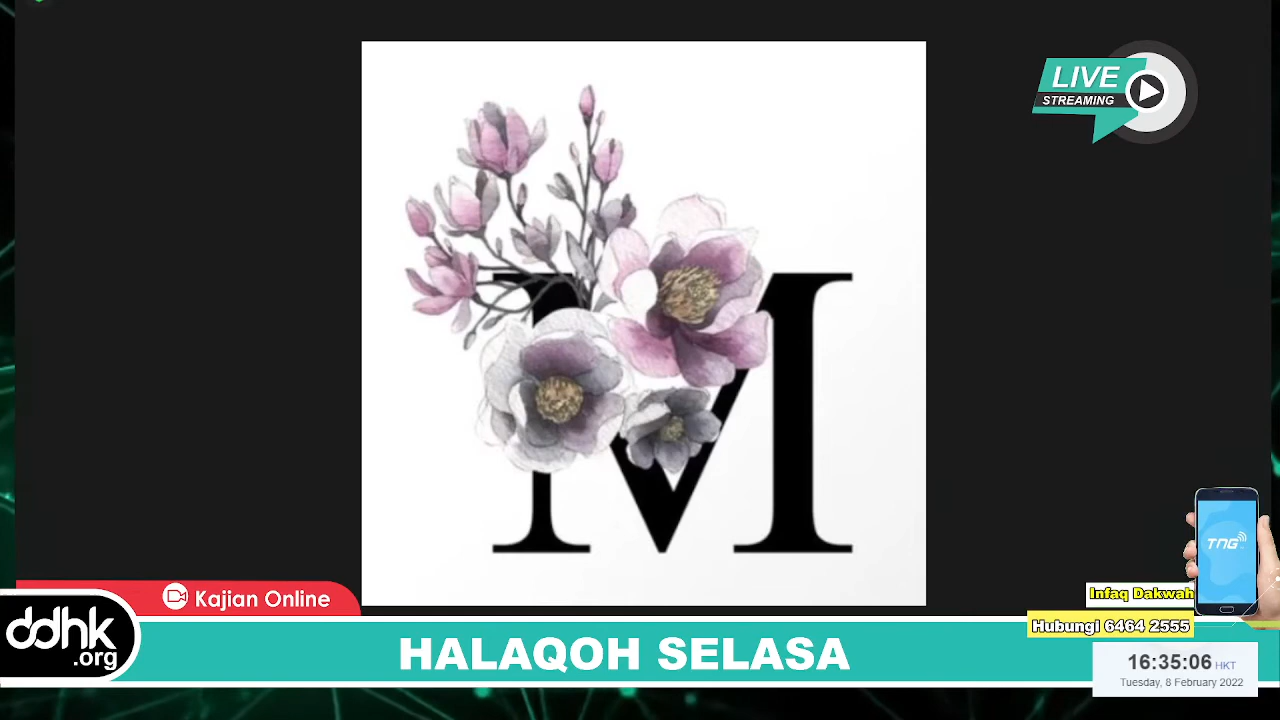 LIVE
STREAMING
M
TNG
Kajian Online
Infaq Dakwah
Hubungi 6464 2555
ddhk
.org
HALAQOH SELASA
16:35:06 HKT
Tuesday, 8 February 2022